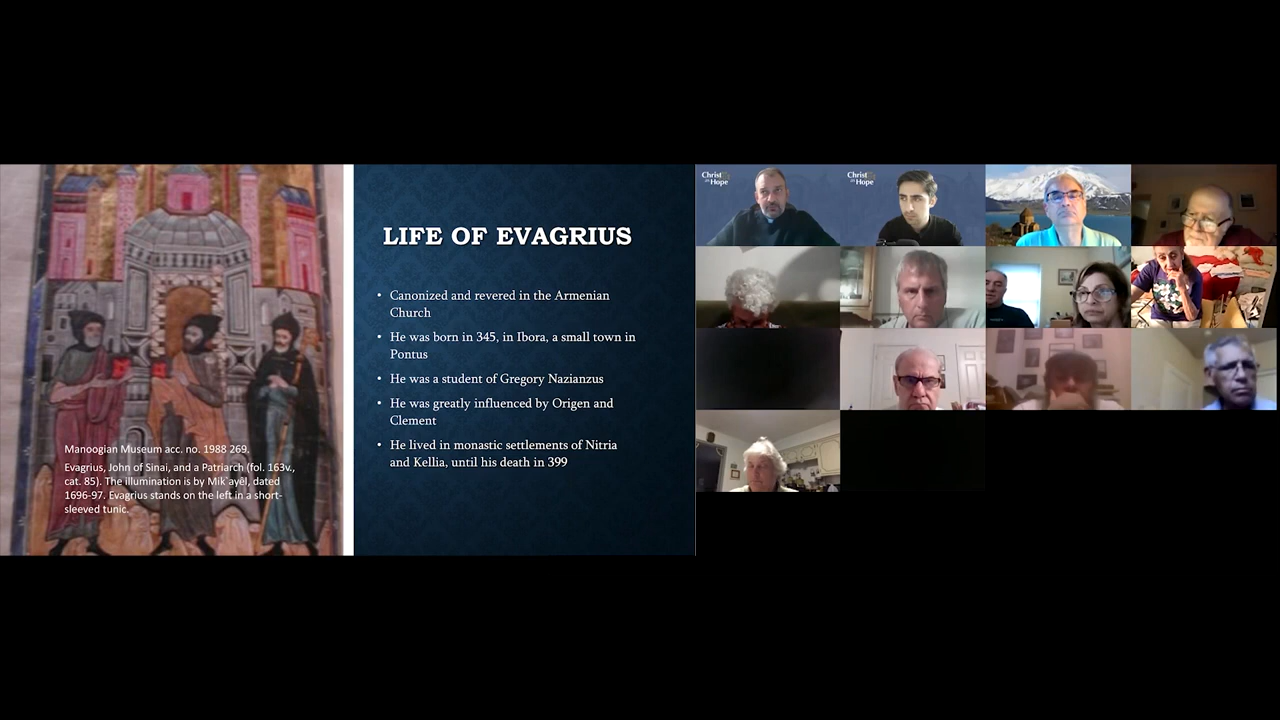 LIFE OF EVAGRIUS
• Canonized and revered in the Armenian
Church
• He was born in 345, in Ibora, a small town in
Pontus
• He was a student of Gregory Nazianzus
• He was greatly influenced by Origen and
Clement
• He lived in monastic settlements of Nitria
and Kellia, until his death in 399
Manoogian Museum acc. no. 1988 269.
Evagrius, John of Sinai, and a Patriarch (fol. 163v.,
cat. 85). The illumination is by Mik`ayēl, dated
1696-97. Evagrius stands on the left in a short-
sleeved tunic.
Christ
Hope
Christ
Hope